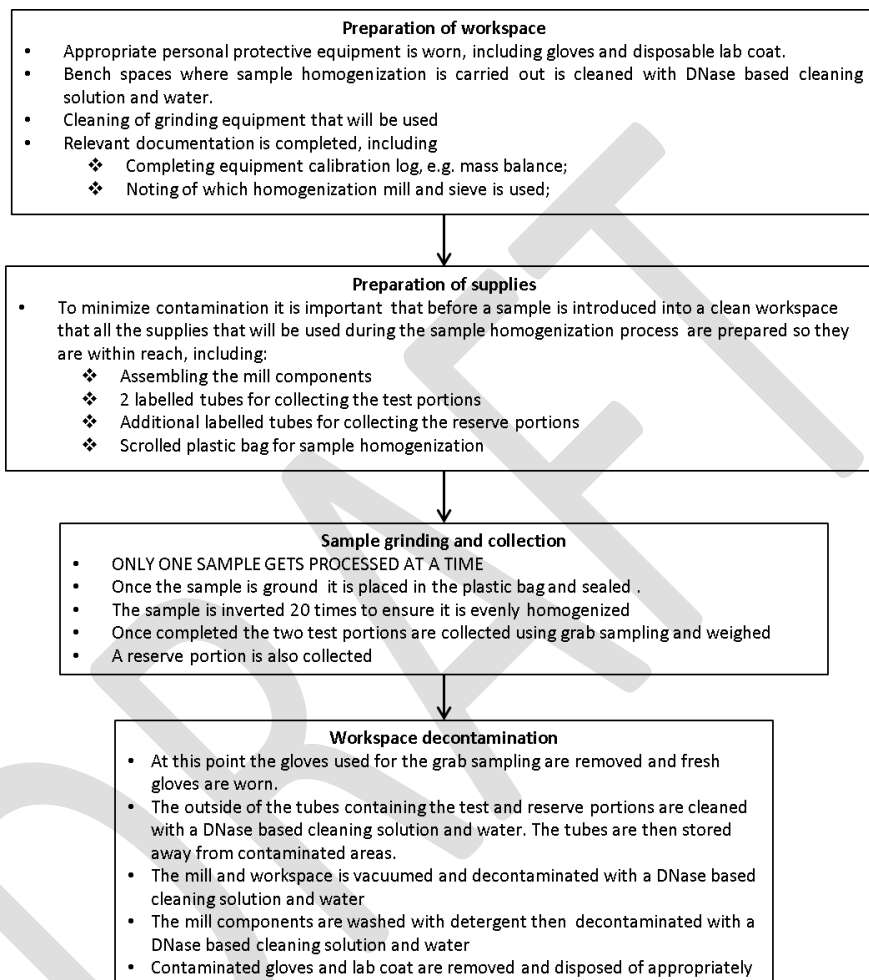 Preparation of workspace
• Appropriate personal protective equipment is worn, including gloves and disposable lab coat.
• Bench spaces where sample homogenization is carried out is cleaned with DNase based cleaning
solution and water.
• Cleaning of grinding equipment that will be used
• Relevant documentation is completed, including
❖ Completing equipment calibration log, e.g. mass balance;
❖ Noting of which homogenization mill and sieve is used;
Preparation of supplies
• To minimize contamination it is important that before a sample is introduced into a clean workspace
that all the supplies that will be used during the sample homogenization process are prepared so they
are within reach, including:
❖ Assembling the mill components
❖ 2 labelled tubes for collecting the test portions
❖ Additional labelled tubes for collecting the reserve portions
❖ Scrolled plastic bag for sample homogenization
Sample grinding and collection
• ONLY ONE SAMPLE GETS PROCESSED AT A TIME
• Once the sample is ground it is placed in the plastic bag and sealed .
• The sample is inverted 20 times to ensure it is evenly homogenized
• Once completed the two test portions are collected using grab sampling and weighed
• A reserve portion is also collected
Workspace decontamination
• At this point the gloves used for the grab sampling are removed and fresh
gloves are worn.
• The outside of the tubes containing the test and reserve portions are cleaned
with a DNase based cleaning solution and water. The tubes are then stored
away from contaminated areas.
• The mill and workspace is vacuumed and decontaminated with a DNase based
cleaning solution and water
• The mill components are washed with detergent then decontaminated with a
DNase based cleaning solution and water
• Contaminated gloves and lab coat are removed and disposed of appropriately
DRAFT